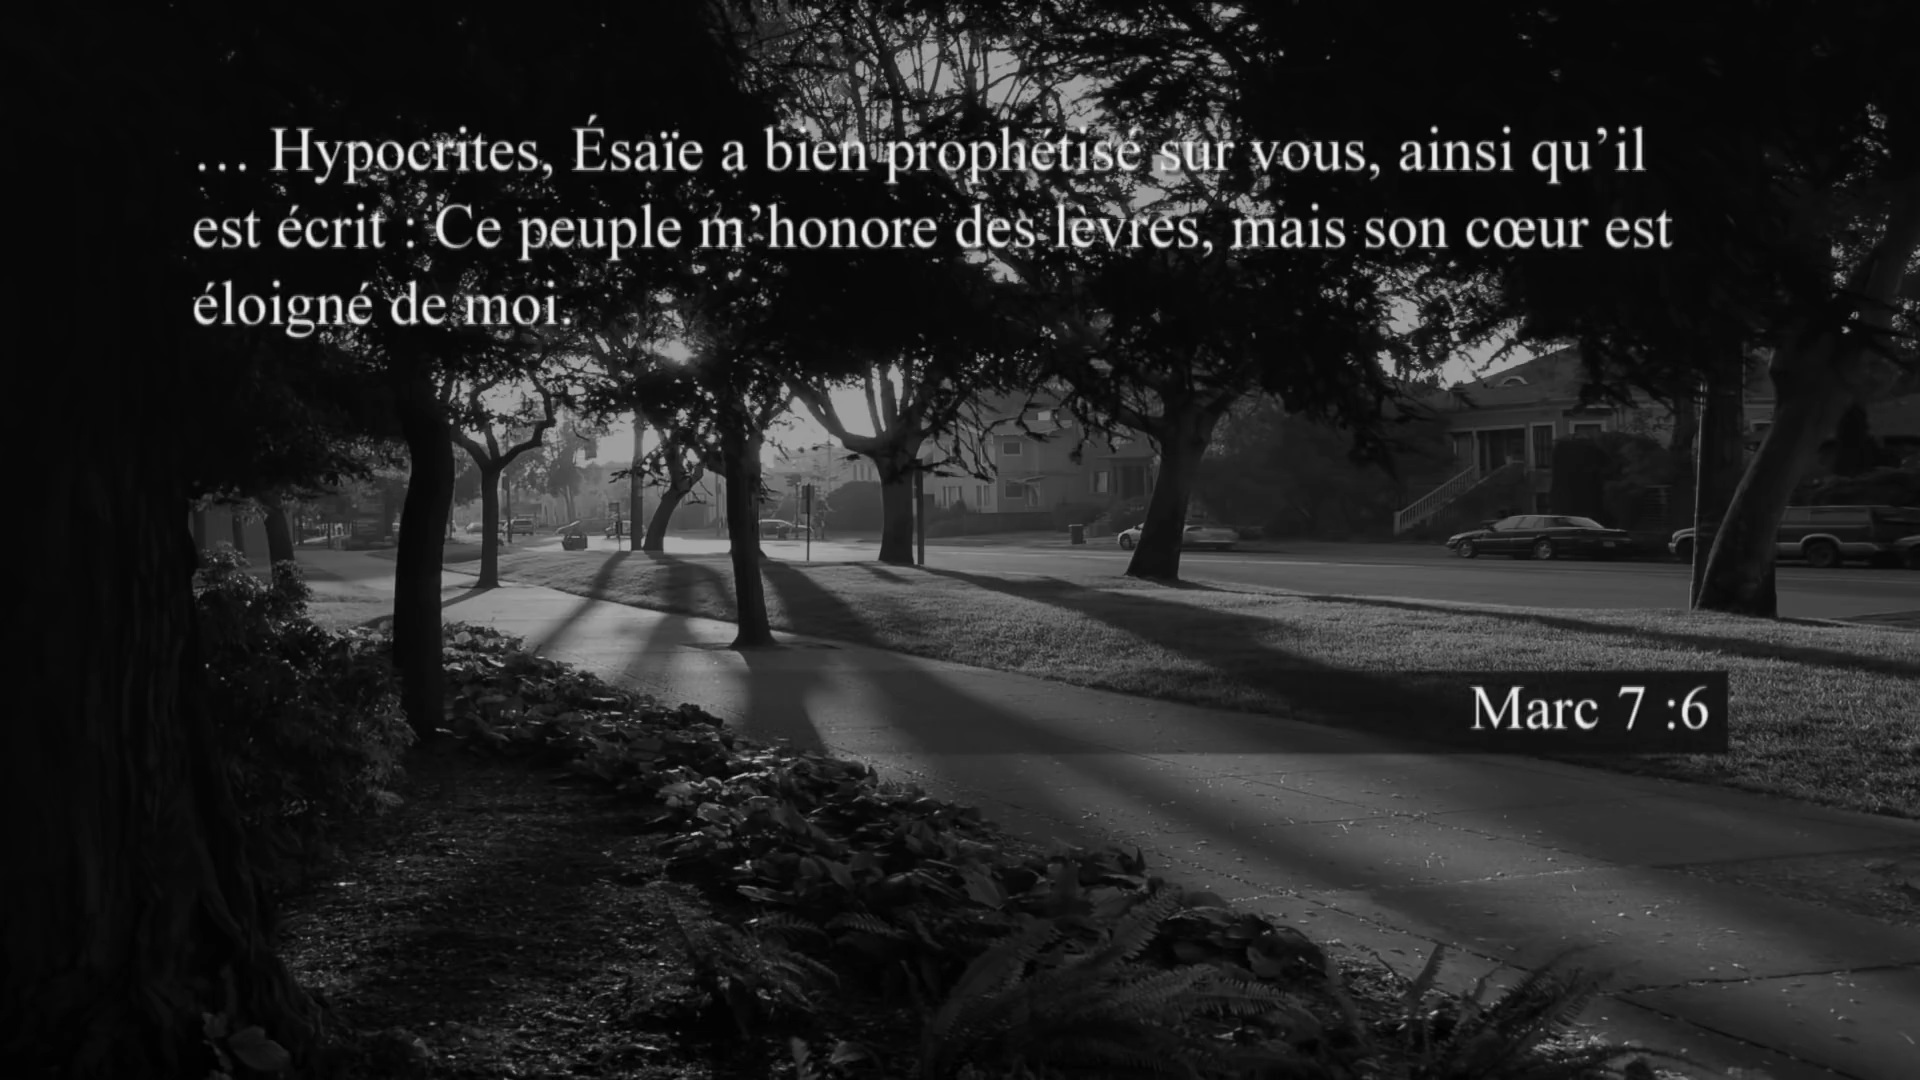 … Hypocrites, Ésaïe a bien prophétisé sur vous, ainsi qu’il
est écrit : Ce peuple m’honore des lèvres, mais son cœur est
éloigné de moi.
Marc 7 :6